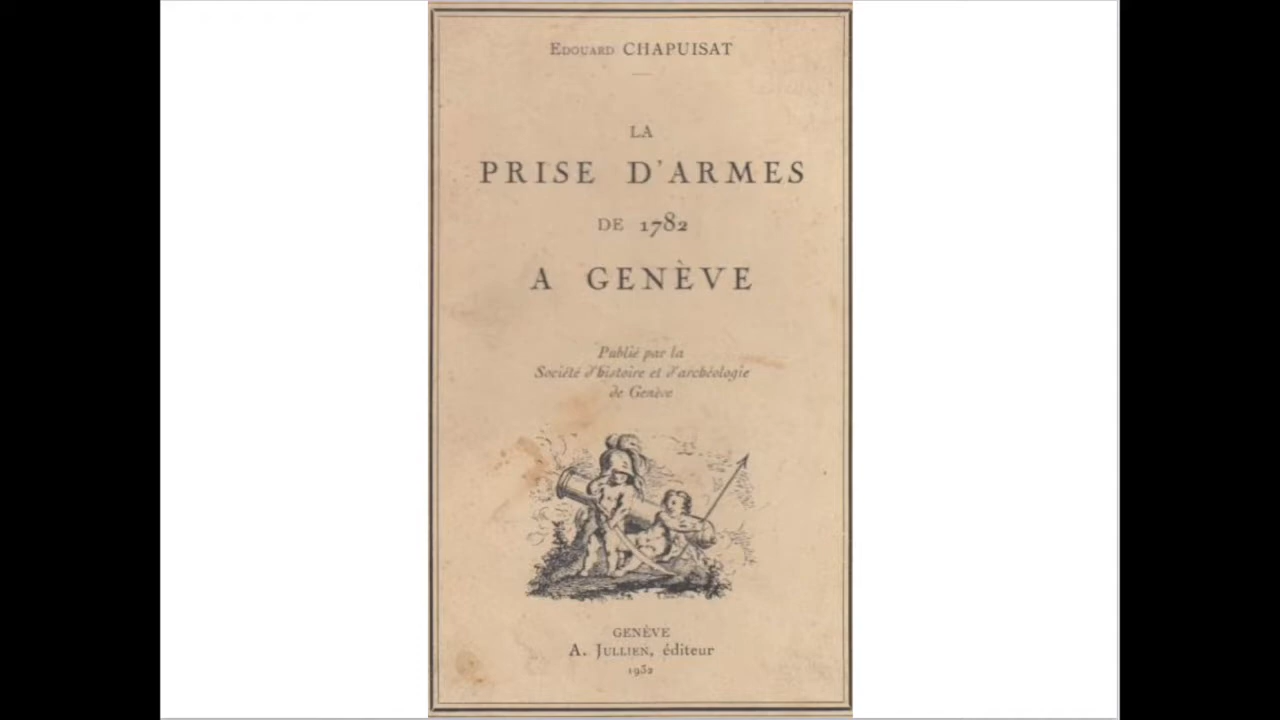 EDOUARD CHAPUISAT
LA
PRISE D'ARMES
DE 1782
A GENÈVE
Publié par la
Société d'histoire et d'archéologie
de Genève
GENÈVE
A. JULLIEN, éditeur
1932